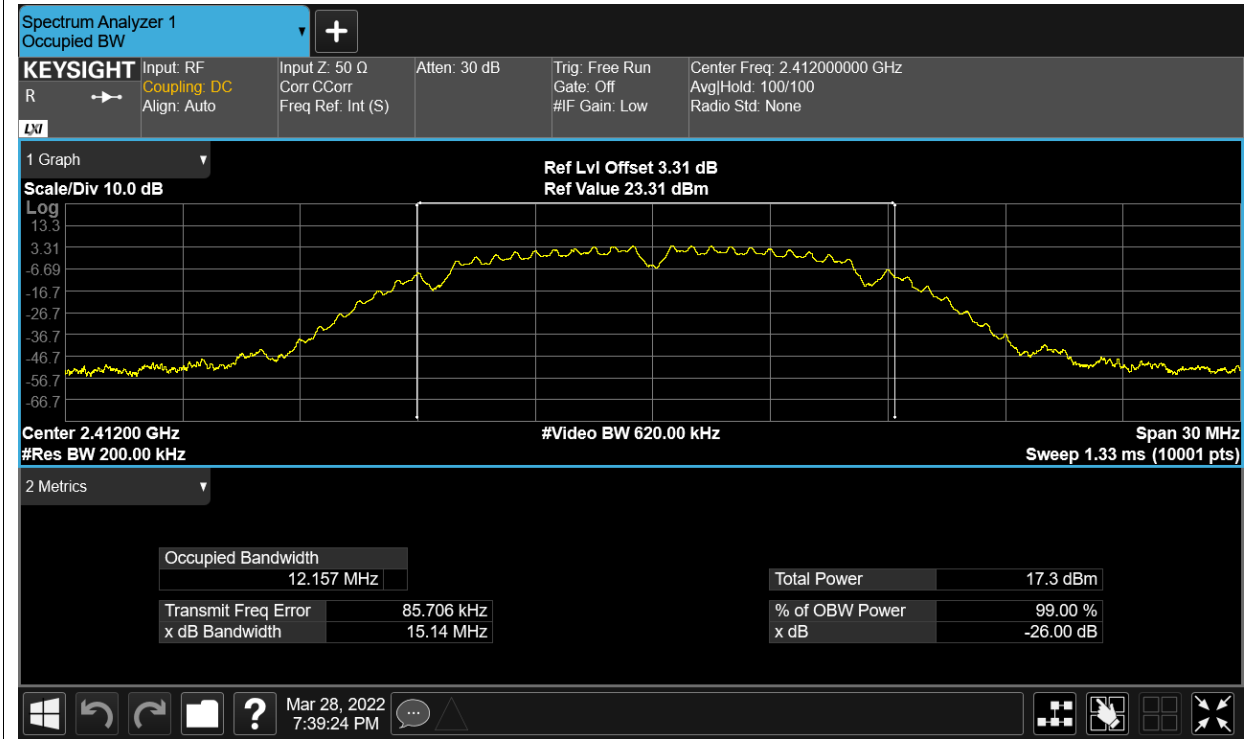 Spectrum Analyzer 1
Occupied BW
KEYSIGHT
R
LXI
Input: RF
Coupling: DC
Align: Auto
Input Z: 50 Ω
Corr CCorr
Freq Ref: Int (S)
Atten: 30 dB
Trig: Free Run
Gate: Off
#IF Gain: Low
Center Freq: 2.412000000 GHz
Avg|Hold: 100/100
Radio Std: None
1 Graph
Scale/Div 10.0 dB
Ref Lvl Offset 3.31 dB
Ref Value 23.31 dBm
Log
13.3
3.31
-6.69
-16.7
-26.7
-36.7
-46.7
-56.7
-66.7
Center 2.41200 GHz
#Video BW 620.00 kHz
Span 30 MHz
#Res BW 200.00 kHz
Sweep 1.33 ms (10001 pts)
2 Metrics
Occupied Bandwidth
12.157 MHz
Total Power 17.3 dBm
Transmit Freq Error 85.706 kHz
% of OBW Power 99.00 %
x dB Bandwidth 15.14 MHz
x dB -26.00 dB
?
Mar 28, 2022
7:39:24 PM